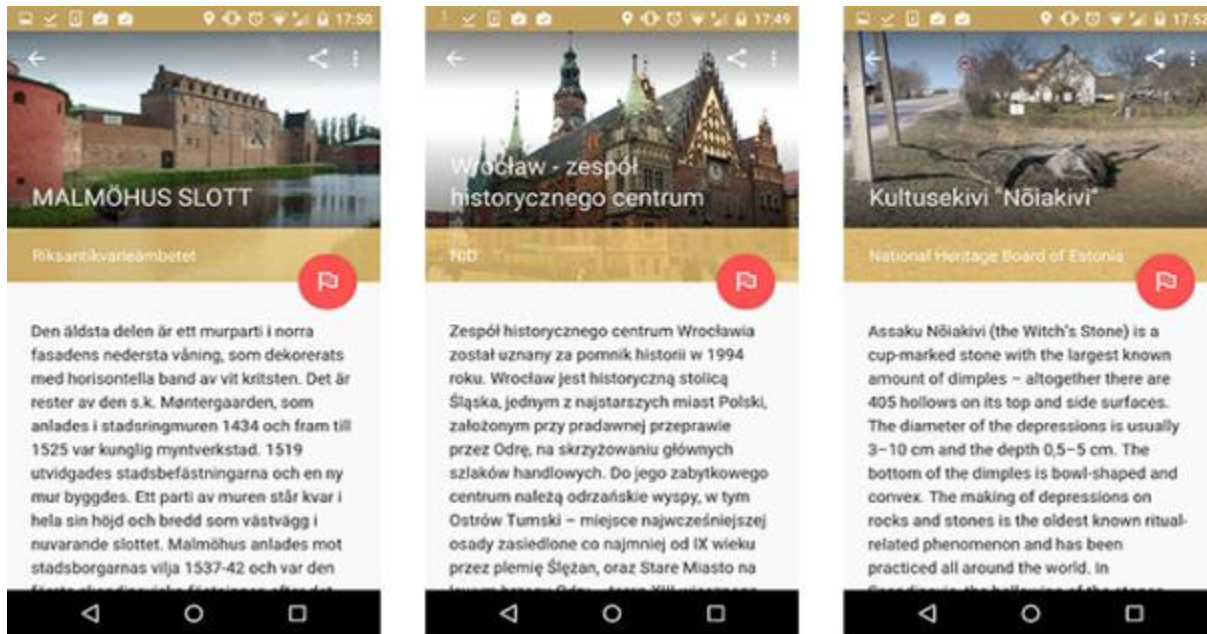 17:50
MALMÖHUS SLOTT
Riksantikvarieämbetet
Den äldsta delen är ett murparti i norra
fasadens nedersta våning, som dekorerats
med horisontella band av vit kritsten. Det är
rester av den s.k. Møntergaarden, som
anlades i stadsringmuren 1434 och fram till
1525 var kunglig myntverkstad. 1519
utvidgades stadsbefästningarna och en ny
mur byggdes. Ett parti av muren står kvar i
hela sin höjd och bredd som västvägg i
nuvarande slottet. Malmöhus anlades mot
stadsborgarnas vilja 1537-42 och var den
17:49
Wrocław - zespół
historycznego centrum
NID
Zespół historycznego centrum Wrocławia
został uznany za pomnik historii w 1994
roku. Wrocław jest historyczną stolicą
Śląska, jednym z najstarszych miast Polski,
założonym przy pradawnej przeprawie
przez Odrę, na skrzyżowaniu głównych
szlaków handlowych. Do jego zabytkowego
centrum należą odrzańskie wyspy, w tym
Ostrów Tumski – miejsce najwcześniejszej
osady zasiedlone co najmniej od IX wieku
przez plemię Ślężan, oraz Stare Miasto na
17:52
Kultusekivi "Nõiakivi"
National Heritage Board of Estonia
Assaku Nõiakivi (the Witch's Stone) is a
cup-marked stone with the largest known
amount of dimples – altogether there are
405 hollows on its top and side surfaces.
The diameter of the depressions is usually
3–10 cm and the depth 0,5–5 cm. The
bottom of the dimples is bowl-shaped and
convex. The making of depressions on
rocks and stones is the oldest known ritual-
related phenomenon and has been
practiced all around the world. In